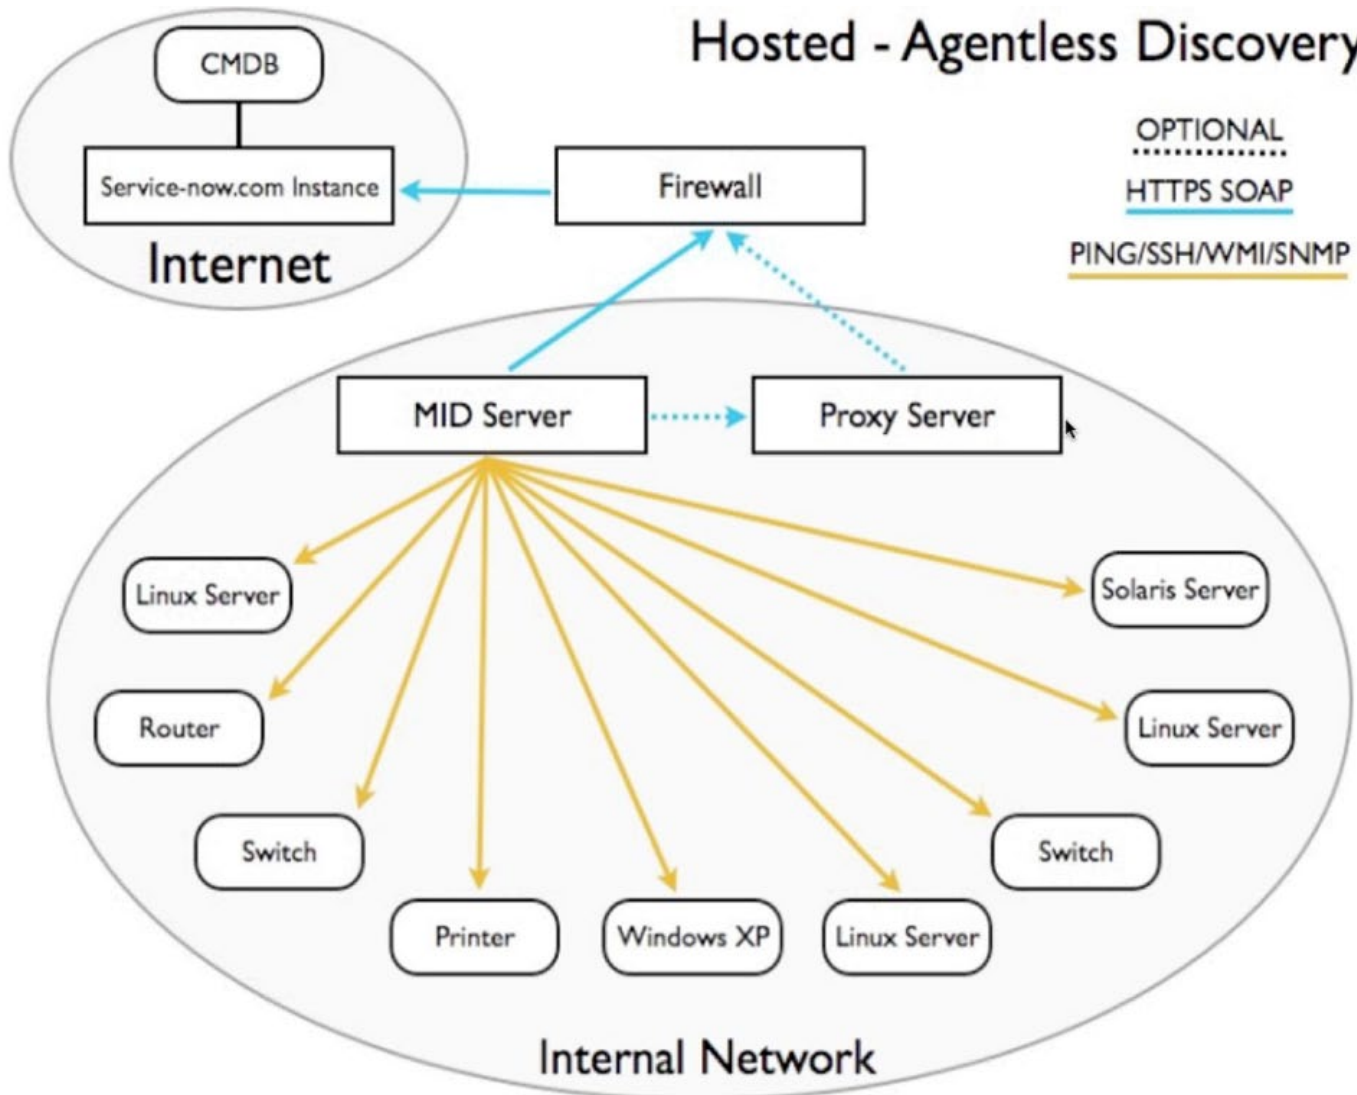 Hosted - Agentless Discovery
CMDB
Service-now.com Instance
Internet
Firewall
OPTIONAL
HTTPS SOAP
PING/SSH/WMI/SNMP
MID Server
Proxy Server
Linux Server
Solaris Server
Router
Linux Server
Switch
Switch
Printer
Windows XP
Linux Server
Internal Network